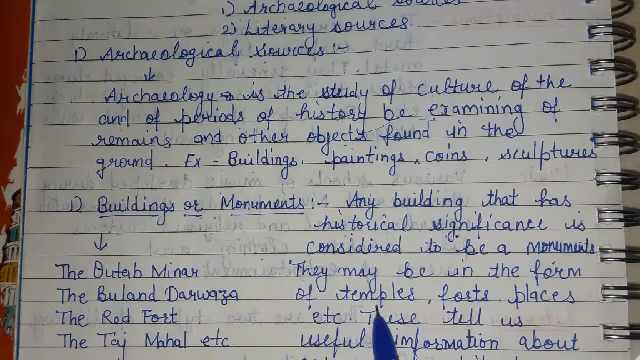 1) Archaeological sources
2) Literary sources
1) Archaeological sources :-
Archaeology → is the study of culture of the
and of periods of history be examining of
remains and other objects found in the
ground. Ex - Buildings, paintings, coins, sculptures
1) Buildings or Monuments :- Any building that has
historical significance is
considired to be a monuments
The Qutab Minar They may be in the form
The Buland Darwaza of temples, forts, places
The Red Fort etc These tell us
The Taj Mahal etc useful information about